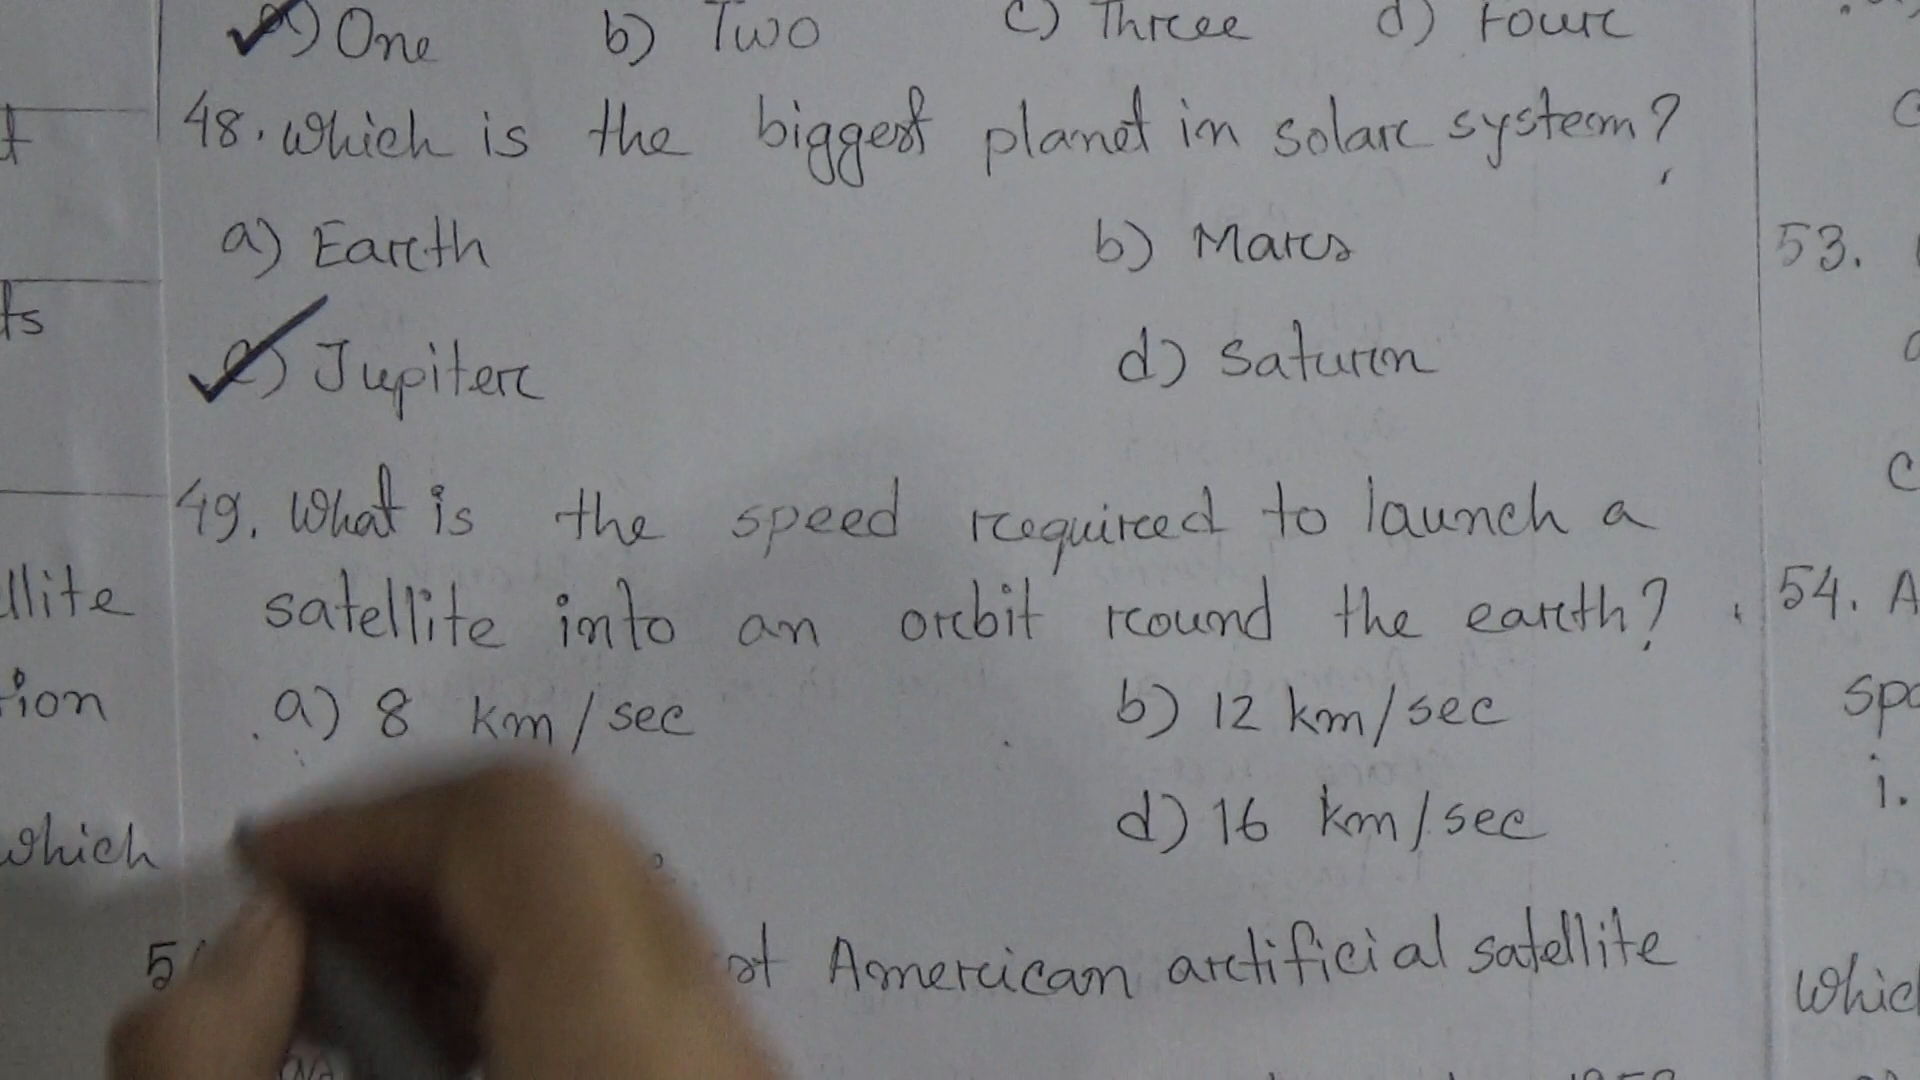 a) One b) Two c) Three d) Four
48. Which is the biggest planet in solar system?
a) Earth b) Mars
c) Jupiter d) Saturn
49. What is the speed required to launch a
satellite into an orbit round the earth?
a) 8 km/sec b) 12 km/sec
d) 16 km/sec
American artificial satellite
which
53.
54. A
i.